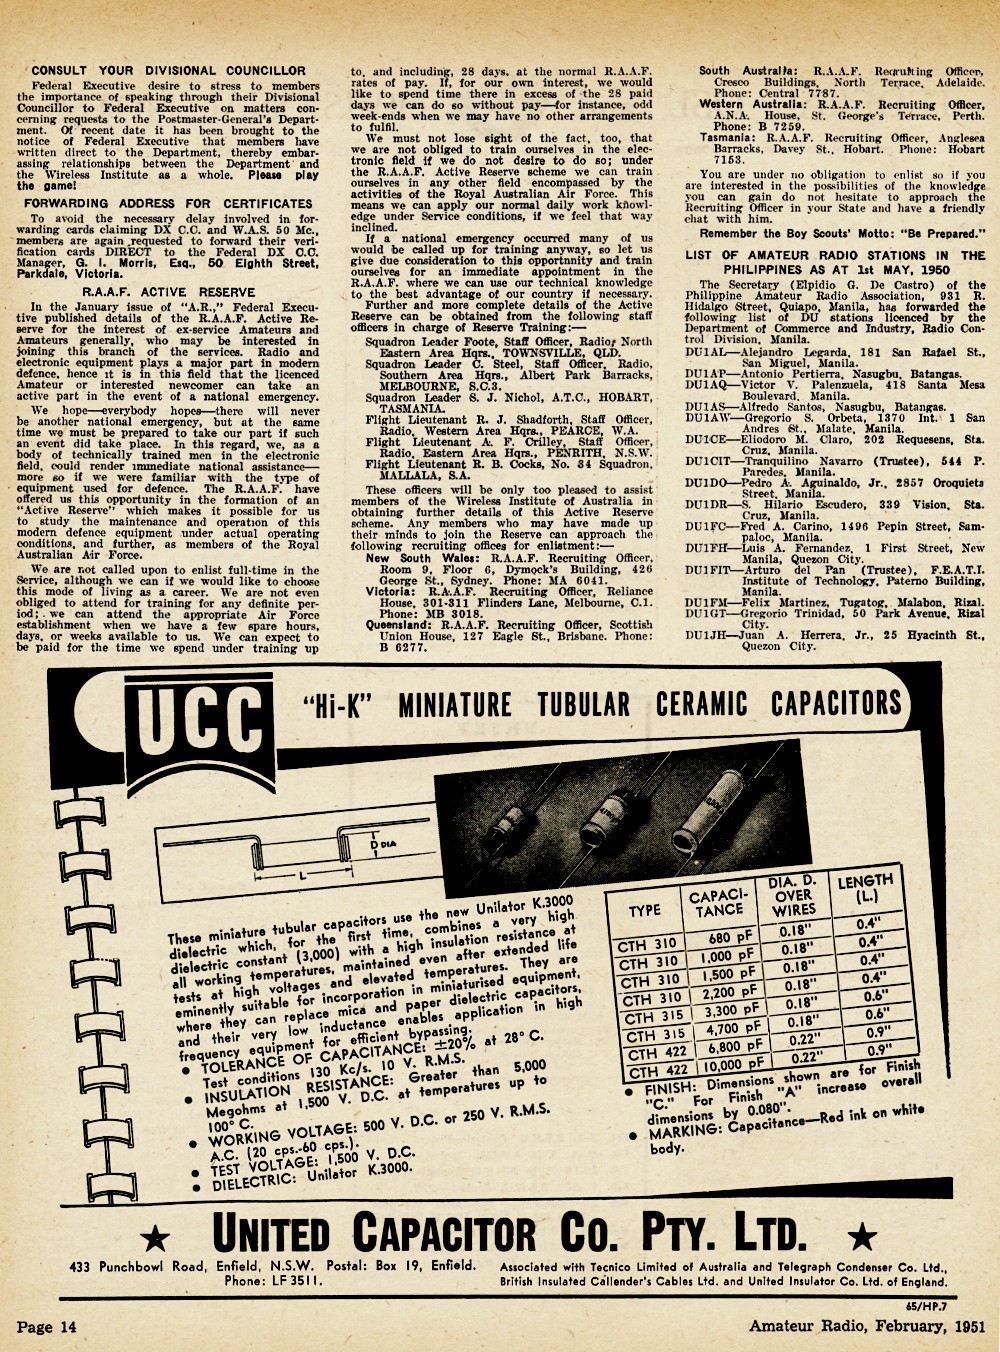 CONSULT YOUR DIVISIONAL COUNCILLOR
Federal Executive desire to stress to members
the importance of speaking through their Divisional
Councillor to Federal Executive on matters con-
cerning requests to the Postmaster-General's Depart-
ment. Of recent date it has been brought to the
notice of Federal Executive that members have
written direct to the Department, thereby embar-
assing relationships between the Department and
the Wireless Institute as a whole. Please play
the game!
FORWARDING ADDRESS FOR CERTIFICATES
To avoid the necessary delay involved in for-
warding cards claiming DX C.C. and W.A.S. 50 Mc.,
members are again requested to forward their veri-
fication cards DIRECT to the Federal DX C.C.
Manager, G. I. Morris, Esq., 50 Eighth Street,
Parkdale, Victoria.
R.A.A.F. ACTIVE RESERVE
In the January issue of "A.R.," Federal Execu-
tive published details of the R.A.A.F. Active Re-
serve for the interest of ex-service Amateurs and
Amateurs generally, who may be interested in
joining this branch of the services. Radio and
electronic equipment plays a major part in modern
defence, hence it is in this field that the licenced
Amateur or interested newcomer can take an
active part in the event of a national emergency.
We hope—everybody hopes—there will never
be another national emergency, but at the same
time we must be prepared to take our part if such
an event did take place. In this regard, we, as a
body of technically trained men in the electronic
field, could render immediate national assistance—
more so if we were familiar with the type of
equipment used for defence. The R.A.A.F. have
offered us this opportunity in the formation of an
"Active Reserve" which makes it possible for us
to study the maintenance and operation of this
modern defence equipment under actual operating
conditions, and further, as members of the Royal
Australian Air Force.
We are not called upon to enlist full-time in the
Service, although we can if we would like to choose
this mode of living as a career. We are not even
obliged to attend for training for any definite per-
iod; we can attend the appropriate Air Force
establishment when we have a few spare hours,
days, or weeks available to us. We can expect to
be paid for the time we spend under training up
to, and including, 28 days, at the normal R.A.A.F.
rates of pay. If, for our own interest, we would
like to spend time there in excess of the 28 paid
days we can do so without pay—for instance, odd
week-ends when we may have no other arrangements
to fulfil.
We must not lose sight of the fact, too, that
we are not obliged to train ourselves in the elec-
tronic field if we do not desire to do so; under
the R.A.A.F. Active Reserve scheme we can train
ourselves in any other field encompassed by the
activities of the Royal Australian Air Force. This
means we can apply our normal daily work knowl-
edge under Service conditions, if we feel that way
inclined.
If a national emergency occurred many of us
would be called up for training anyway, so let us
give due consideration to this opportunity and train
ourselves for an immediate appointment in the
R.A.A.F. where we can use our technical knowledge
to the best advantage of our country if necessary.
Further and more complete details of the Active
Reserve can be obtained from the following staff
officers in charge of Reserve Training:—
Squadron Leader Foote, Staff Officer, Radio, North
Eastern Area Hqrs., TOWNSVILLE, QLD.
Squadron Leader C. Steel, Staff Officer, Radio,
Southern Area Hqrs., Albert Park Barracks,
MELBOURNE, S.C.3.
Squadron Leader S. J. Nichol, A.T.C., HOBART,
TASMANIA.
Flight Lieutenant R. J. Shadforth, Staff Officer,
Radio, Western Area Hqrs., PEARCE, W.A.
Flight Lieutenant A. F. Crilley, Staff Officer,
Radio, Eastern Area Hqrs., PENRITH, N.S.W.
Flight Lieutenant R. B. Cocks, No. 34 Squadron,
MALLALA, S.A.
These officers will be only too pleased to assist
members of the Wireless Institute of Australia in
obtaining further details of this Active Reserve
scheme. Any members who may have made up
their minds to join the Reserve can approach the
following recruiting offices for enlistment:—
New South Wales: R.A.A.F. Recruiting Officer,
Room 9, Floor 6, Dymock's Building, 426
George St., Sydney. Phone: MA 6041.
Victoria: R.A.A.F. Recruiting Officer, Reliance
House, 301-311 Flinders Lane, Melbourne, C.1.
Phone: MB 3018.
Queensland: R.A.A.F. Recruiting Officer, Scottish
Union House, 127 Eagle St., Brisbane. Phone:
B 6277.
South Australia: R.A.A.F. Recruiting Officer,
Cresco Buildings, North Terrace, Adelaide.
Phone: Central 7787.
Western Australia: R.A.A.F. Recruiting Officer,
A.N.A. House, St. George's Terrace, Perth.
Phone: B 7259.
Tasmania: R.A.A.F. Recruiting Officer, Anglesea
Barracks, Davey St., Hobart. Phone: Hobart
7153.
You are under no obligation to enlist so if you
are interested in the possibilities of the knowledge
you can gain do not hesitate to approach the
Recruiting Officer in your State and have a friendly
chat with him.
Remember the Boy Scouts' Motto: "Be Prepared."
LIST OF AMATEUR RADIO STATIONS IN THE
PHILIPPINES AS AT 1st MAY, 1950
The Secretary (Elpidio G. De Castro) of the
Philippine Amateur Radio Association, 931 R.
Hidalgo Street, Quiapo, Manila, has forwarded the
following list of DU stations licenced by the
Department of Commerce and Industry, Radio Con-
trol Division, Manila.
DU1AL—Alejandro Legarda, 181 San Rafael St.,
San Miguel, Manila.
DU1AP—Antonio Pertierra, Nasugbu, Batangas.
DU1AQ—Victor V. Palenzuela, 418 Santa Mesa
Boulevard, Manila.
DU1AS—Alfredo Santos, Nasugbu, Batangas.
DU1AW—Gregorio S. Orbeta, 1370 Int. 1 San
Andres St., Malate, Manila.
DU1CE—Eliodoro M. Claro, 202 Requesens, Sta.
Cruz, Manila.
DU1CIT—Tranquilino Navarro (Trustee), 544 P.
Paredes, Manila.
DU1DO—Pedro A. Aguinaldo, Jr., 2857 Oroquieta
Street, Manila.
DU1DR—S. Hilario Escudero, 339 Vision, Sta.
Cruz, Manila.
DU1FC—Fred A. Carino, 1496 Pepin Street, Sam-
paloc, Manila.
DU1FH—Luis A. Fernandez, 1 First Street, New
Manila, Quezon City.
DU1FIT—Arturo del Pan (Trustee), F.E.A.T.I.
Institute of Technology, Paterno Building,
Manila.
DU1FM—Felix Martinez, Tugatog, Malabon, Rizal.
DU1GT—Gregorio Trinidad, 50 Park Avenue, Rizal
City.
DU1JH—Juan A. Herrera, Jr., 25 Hyacinth St.,
Quezon City.
UCC
"Hi-K" MINIATURE TUBULAR CERAMIC CAPACITORS
D DIA
L
These miniature tubular capacitors use the new Unilator K.3000
dielectric which, for the first time, combines a very high
dielectric constant (3,000) with a high insulation resistance at
all working temperatures, maintained even after extended life
tests at high voltages and elevated temperatures. They are
eminently suitable for incorporation in miniaturised equipment,
where they can replace mica and paper dielectric capacitors,
and their very low inductance enables application in high
frequency equipment for efficient bypassing.
• TOLERANCE OF CAPACITANCE: ±20% at 28° C.
Test conditions 130 Kc/s. 10 V. R.M.S.
• INSULATION RESISTANCE: Greater than 5,000
Megohms at 1,500 V. D.C. at temperatures up to
100° C.
• WORKING VOLTAGE: 500 V. D.C. or 250 V. R.M.S.
A.C. (20 cps.-60 cps.).
• TEST VOLTAGE: 1,500 V. D.C.
• DIELECTRIC: Unilator K.3000.
TYPE CAPACI-TANCE DIA. D. OVER WIRES LENGTH (L.)
CTH 310 680 pF 0.18" 0.4"
CTH 310 1,000 pF 0.18" 0.4"
CTH 310 1,500 pF 0.18" 0.4"
CTH 310 2,200 pF 0.18" 0.4"
CTH 315 3,300 pF 0.18" 0.6"
CTH 315 4,700 pF 0.18" 0.6"
CTH 422 6,800 pF 0.22" 0.9"
CTH 422 10,000 pF 0.22" 0.9"
• FINISH: Dimensions shown are for Finish
"C." For Finish "A" increase overall
dimensions by 0.080".
• MARKING: Capacitance—Red ink on white
body.
★ UNITED CAPACITOR CO. PTY. LTD. ★
433 Punchbowl Road, Enfield, N.S.W. Postal: Box 19, Enfield.
Phone: LF 3511.
Associated with Tecnico Limited of Australia and Telegraph Condenser Co. Ltd.,
British Insulated Callender's Cables Ltd. and United Insulator Co. Ltd. of England.
65/HP.7
Page 14
Amateur Radio, February, 1951